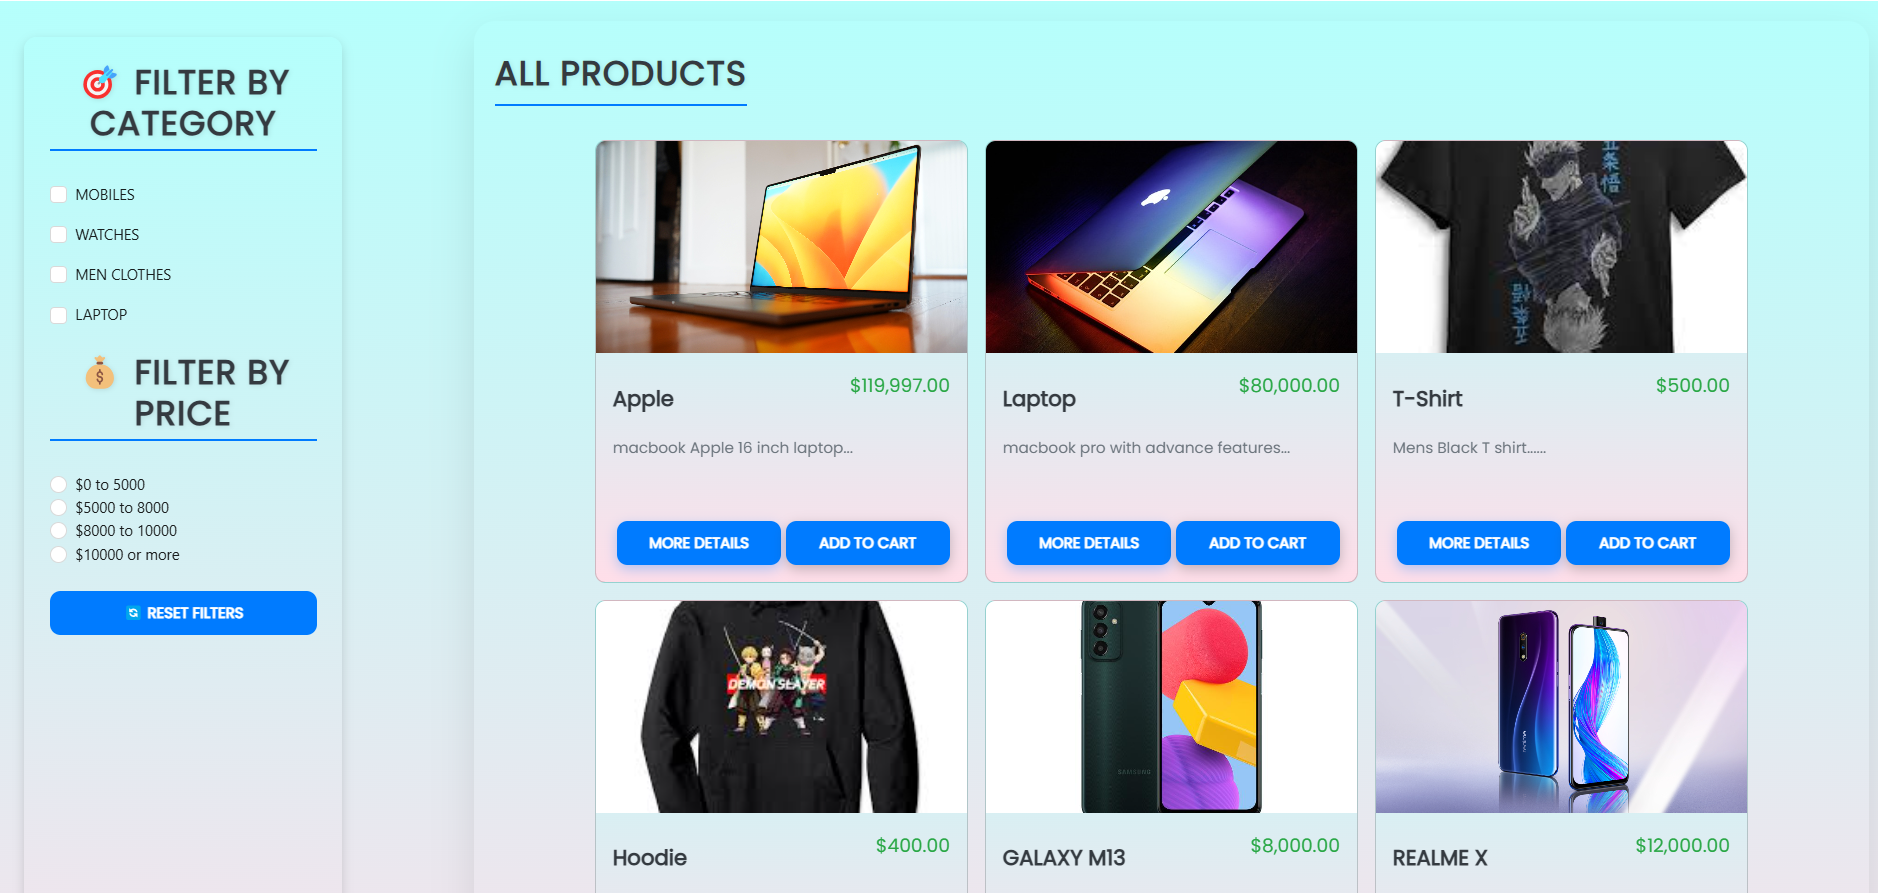 FILTER BY
CATEGORY
MOBILES
WATCHES
MEN CLOTHES
LAPTOP
FILTER BY
PRICE
$0 to 5000
$5000 to 8000
$8000 to 10000
$10000 or more
RESET FILTERS
ALL PRODUCTS
Apple
$119,997.00
macbook Apple 16 inch laptop...
MORE DETAILS
ADD TO CART
Laptop
$80,000.00
macbook pro with advance features...
MORE DETAILS
ADD TO CART
T-Shirt
$500.00
Mens Black T shirt......
MORE DETAILS
ADD TO CART
DEMON SLAYER
Hoodie
$400.00
SAMSUNG
GALAXY M13
$8,000.00
REALME X
$12,000.00